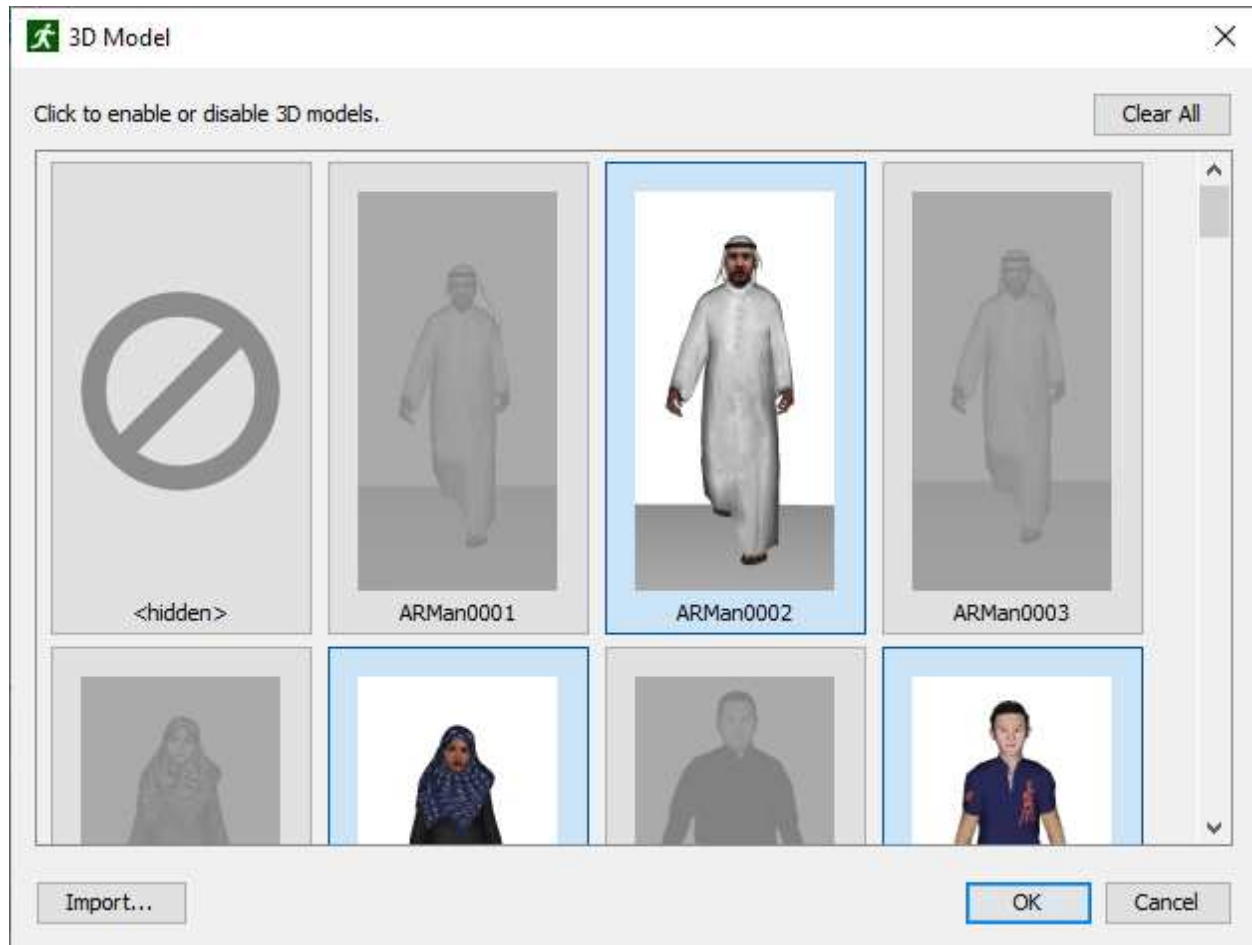 3D Model
Click to enable or disable 3D models.
Clear All
<hidden>
ARMan0001
ARMan0002
ARMan0003
Import...
OK
Cancel